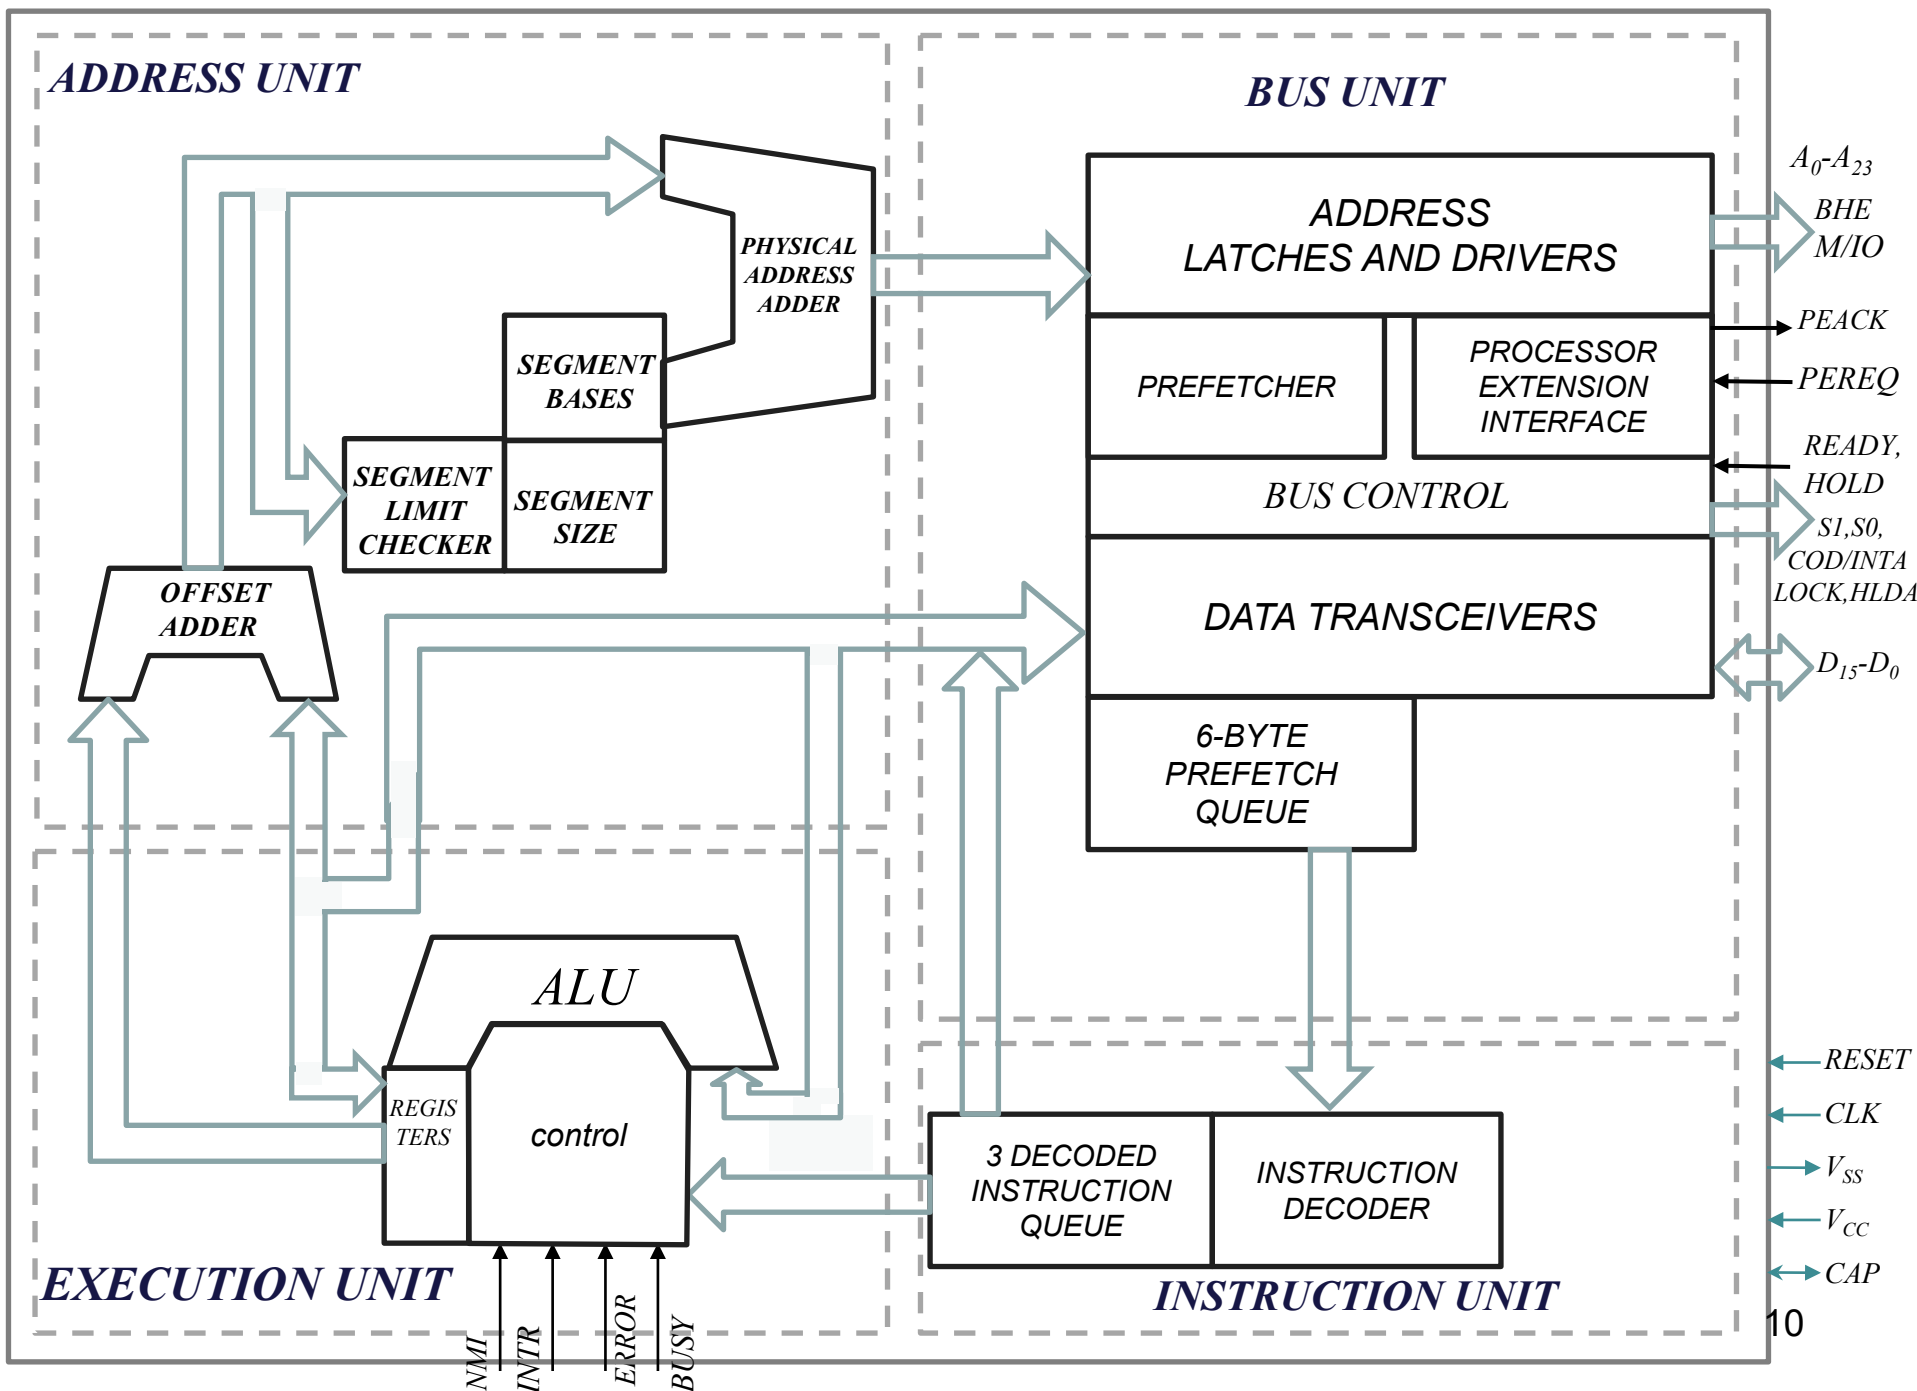 ADDRESS UNIT
BUS UNIT
PHYSICAL
ADDRESS
ADDER
SEGMENT
BASES
SEGMENT
LIMIT
CHECKER
SEGMENT
SIZE
OFFSET
ADDER
ADDRESS
LATCHES AND DRIVERS
PREFETCHER
PROCESSOR
EXTENSION
INTERFACE
BUS CONTROL
DATA TRANSCEIVERS
6-BYTE
PREFETCH
QUEUE
A0-A23
BHE
M/IO
PEACK
PEREQ
READY,
HOLD
S1,S0,
COD/INTA
LOCK,HLDA
D15-D0
ALU
REGIS
TERS
control
EXECUTION UNIT
NMI
INTR
ERROR
BUSY
3 DECODED
INSTRUCTION
QUEUE
INSTRUCTION
DECODER
INSTRUCTION UNIT
RESET
CLK
VSS
VCC
CAP
10